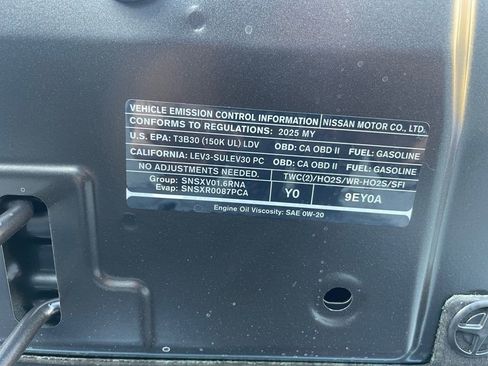 VEHICLE EMISSION CONTROL INFORMATION NISSAN MOTOR CO., LTD.
CONFORMS TO REGULATIONS: 2025 MY
U.S. EPA: T3B30 (150K UL) LDV OBD: CA OBD II FUEL: GASOLINE
CALIFORNIA: LEV3-SULEV30 PC OBD: CA OBD II FUEL: GASOLINE
NO ADJUSTMENTS NEEDED. TWC(2)/HO2S/WR-HO2S/SFI
Group: SNSXV01.6RNA
Evap: SNSXR0087PCA Y0 9EY0A
Engine Oil Viscosity: SAE 0W-20